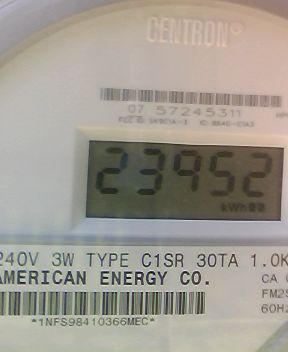 CENTRON
07 57245311
23952
kWh
240V 3W TYPE C1SR 30TA 1.0K
AMERICAN ENERGY CO.
CA
FM2S
60Hz
*1NFS98410366MEC*